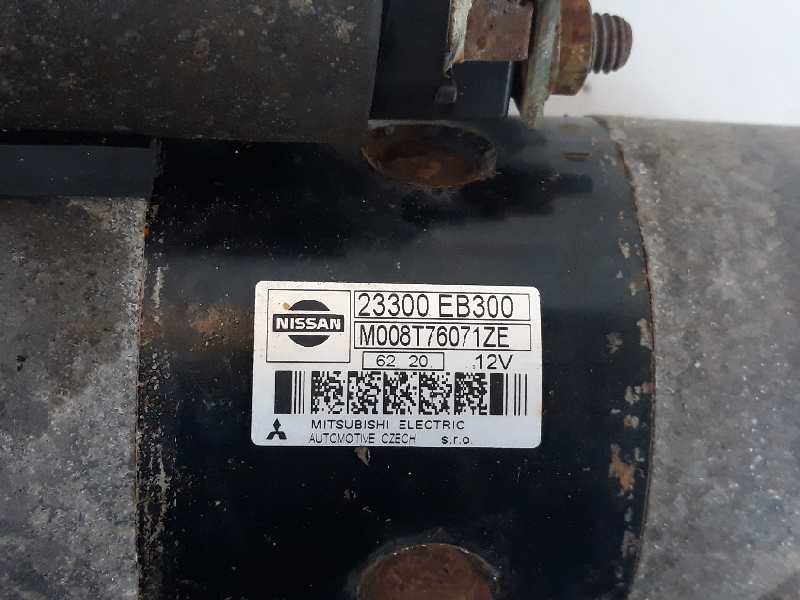 NISSAN
23300 EB300
M008T76071ZE
62 20 12V
MITSUBISHI ELECTRIC
AUTOMOTIVE CZECH s.r.o.